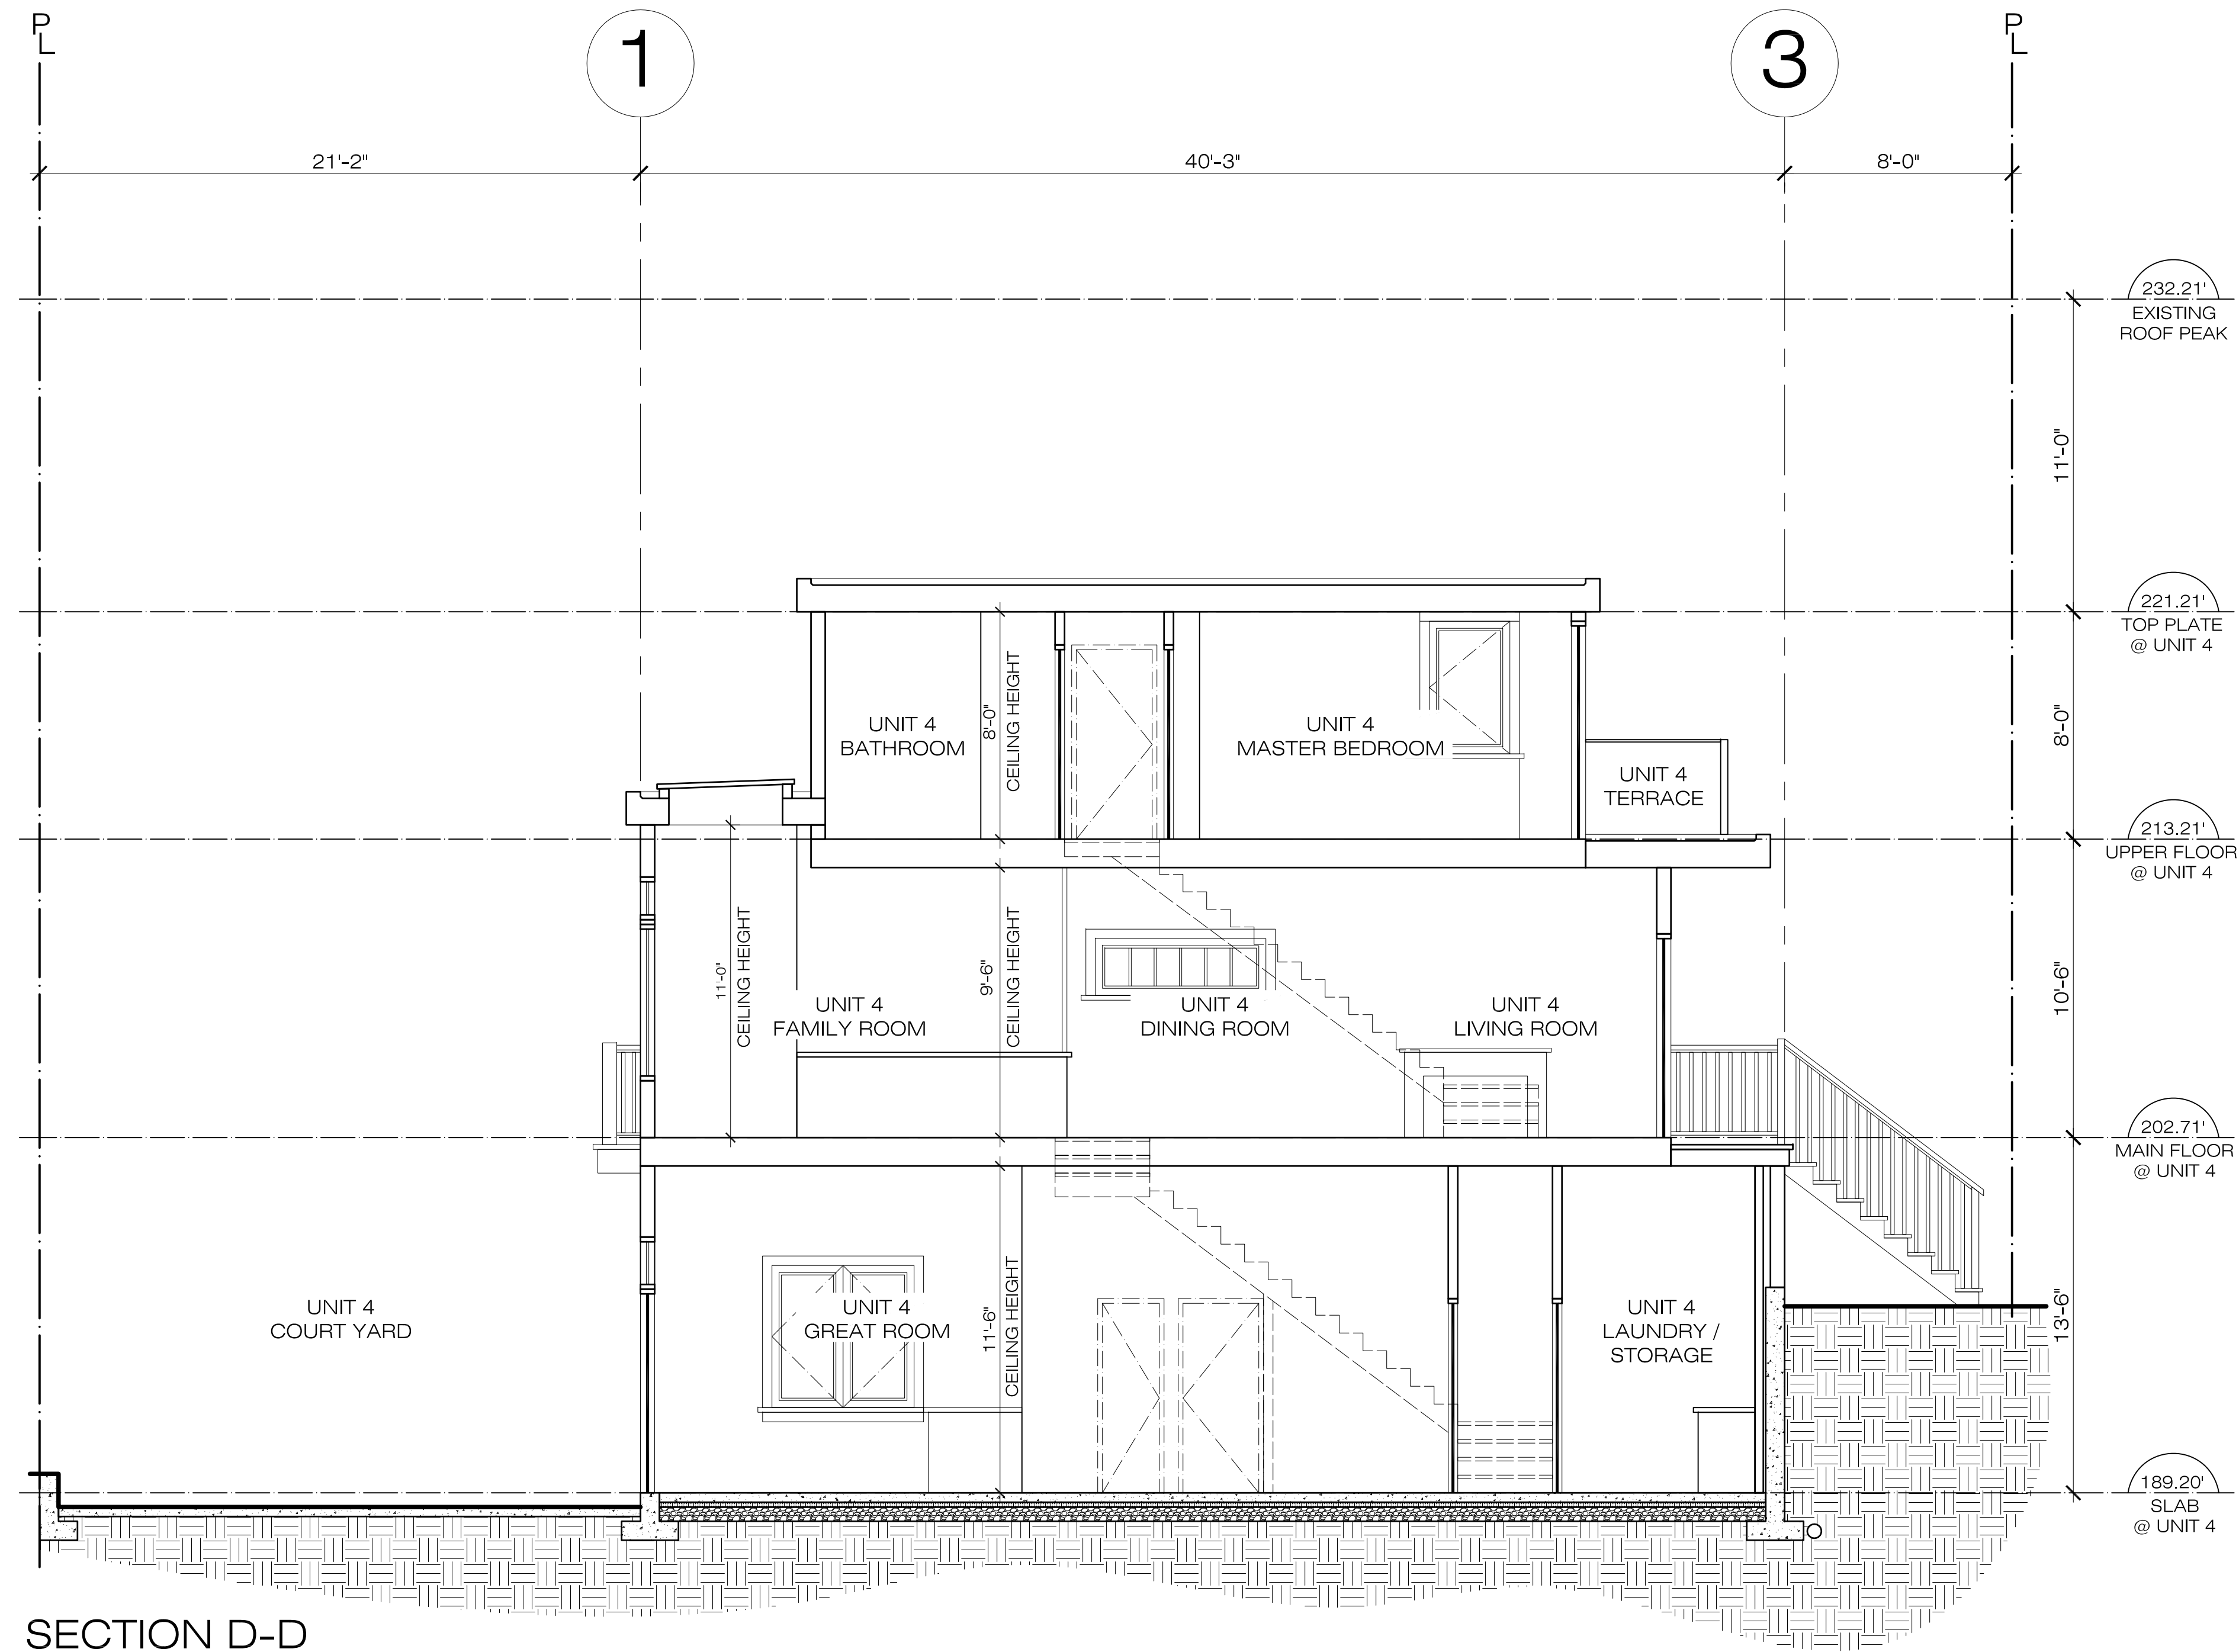 P
L
1
3
P
L
21'-2"
40'-3"
8'-0"
232.21'
EXISTING
ROOF PEAK
11'-0"
221.21'
TOP PLATE
@ UNIT 4
8'-0"
CEILING HEIGHT
UNIT 4
BATHROOM
UNIT 4
MASTER BEDROOM
UNIT 4
TERRACE
8'-0"
213.21'
UPPER FLOOR
@ UNIT 4
11'-0"
CEILING HEIGHT
9'-6"
CEILING HEIGHT
UNIT 4
FAMILY ROOM
UNIT 4
DINING ROOM
UNIT 4
LIVING ROOM
10'-6"
202.71'
MAIN FLOOR
@ UNIT 4
UNIT 4
COURT YARD
UNIT 4
GREAT ROOM
11'-6"
CEILING HEIGHT
UNIT 4
LAUNDRY /
STORAGE
13'-6"
189.20'
SLAB
@ UNIT 4
SECTION D-D